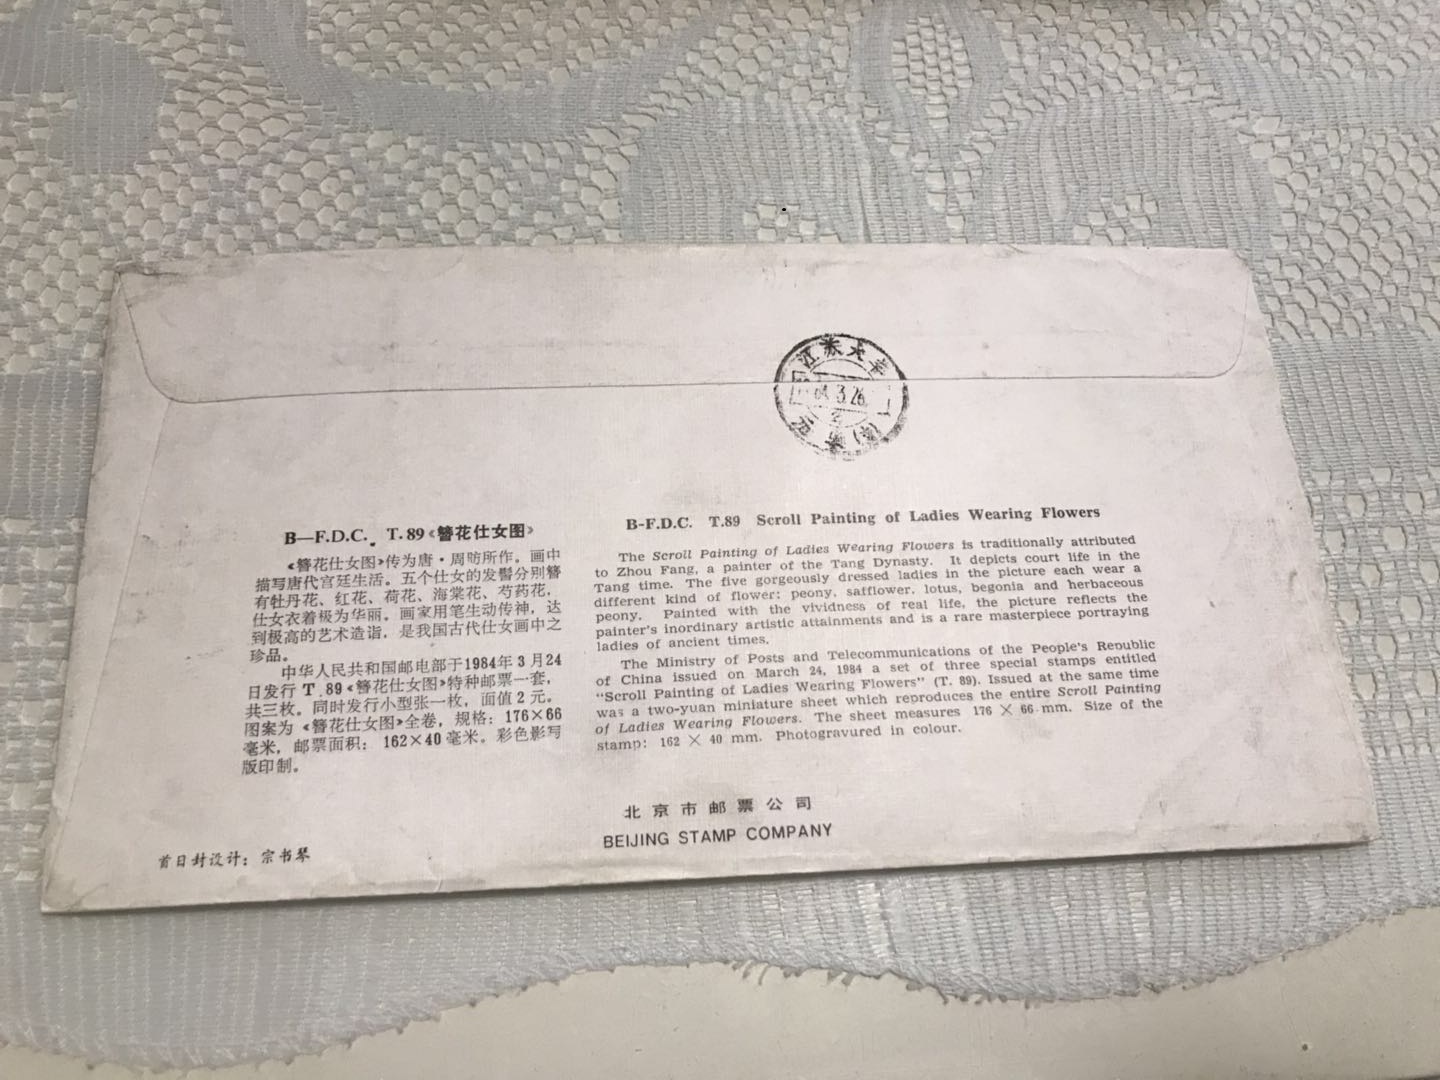 江苏大丰
84.3.26
B—F.D.C. T.89《簪花仕女图》
《簪花仕女图》传为唐·周昉所作。画中
描写唐代宫廷生活。五个仕女的发髻分别簪
有牡丹花、红花、荷花、海棠花、芍药花，
仕女衣着极为华丽。画家用笔生动传神，达
到极高的艺术造诣，是我国古代仕女画中之
珍品。
中华人民共和国邮电部于1984年3月24
日发行 T.89《簪花仕女图》特种邮票一套，
共三枚。同时发行小型张一枚，面值2元。
图案为《簪花仕女图》全卷，规格：176×66
毫米，邮票面积：162×40毫米。彩色影写
版印制。
B-F.D.C. T.89 Scroll Painting of Ladies Wearing Flowers
The Scroll Painting of Ladies Wearing Flowers is traditionally attributed
to Zhou Fang, a painter of the Tang Dynasty. It depicts court life in the
Tang time. The five gorgeously dressed ladies in the picture each wear a
different kind of flower: peony, safflower, lotus, begonia and herbaceous
peony. Painted with the vividness of real life, the picture reflects the
painter's inordinary artistic attainments and is a rare masterpiece portraying
ladies of ancient times.
The Ministry of Posts and Telecommunications of the People's Republic
of China issued on March 24, 1984 a set of three special stamps entitled
"Scroll Painting of Ladies Wearing Flowers" (T. 89). Issued at the same time
was a two-yuan miniature sheet which reproduces the entire Scroll Painting
of Ladies Wearing Flowers. The sheet measures 176 × 66 mm. Size of the
stamp: 162 × 40 mm. Photogravured in colour.
北京市邮票公司
BEIJING STAMP COMPANY
首日封设计：宗书琴